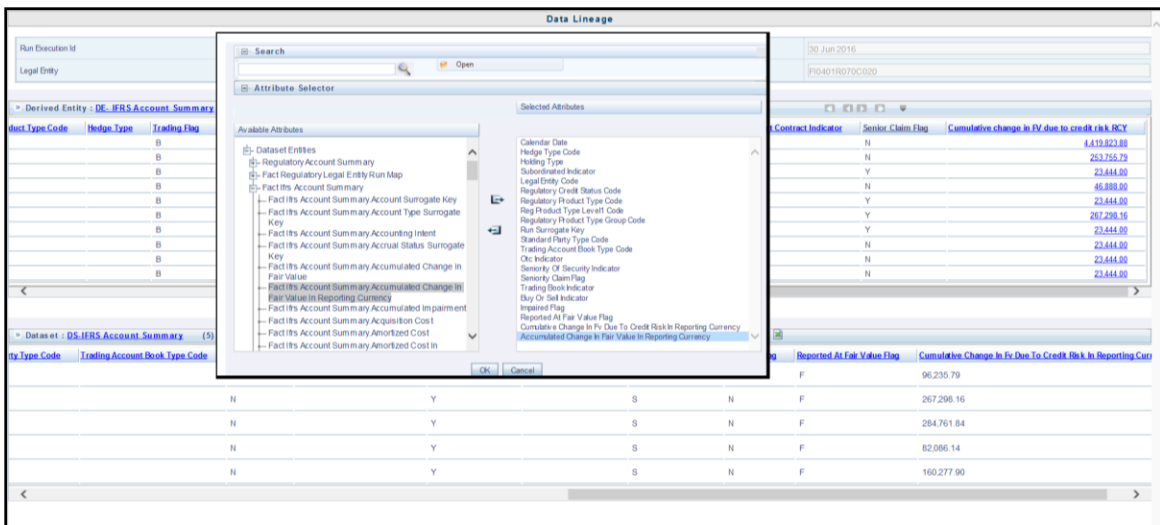 Data Lineage
Run Execution Id
30 Jun 2016
Legal Entity
FI0401R070C020
Search
Open
Attribute Selector
Selected Attributes
Available Attributes
Dataset Entities
Regulatory Account Summary
Fact Regulatory Legal Entity Run Map
Fact Ifrs Account Summary
Fact Ifrs Account Summary Account Surrogate Key
Fact Ifrs Account Summary Account Type Surrogate
Key
Fact Ifrs Account Summary Accounting Intent
Fact Ifrs Account Summary Accrual Status Surrogate
Key
Fact Ifrs Account Summary Accumulated Change In
Fair Value
Fact Ifrs Account Summary Accumulated Change In
Fair Value In Reporting Currency
Fact Ifrs Account Summary Accumulated Impairment
Fact Ifrs Account Summary Acquisition Cost
Fact Ifrs Account Summary Amortized Cost
Fact Ifrs Account Summary Amortized Cost In
Calendar Date
Hedge Type Code
Holding Type
Subordinated Indicator
Legal Entity Code
Regulatory Credit Status Code
Regulatory Product Type Code
Reg Product Type Level1 Code
Regulatory Product Type Group Code
Run Surrogate Key
Standard Party Type Code
Trading Account Book Type Code
Otc Indicator
Seniority Of Security Indicator
Seniority Claim Flag
Trading Book Indicator
Buy Or Sell Indicator
Impaired Flag
Reported At Fair Value Flag
Cumulative Change In Fv Due To Credit Risk In Reporting Currency
Accumulated Change In Fair Value In Reporting Currency
OK Cancel
Derived Entity : DE- IFRS Account Summary
duct Type Code Hedge Type Trading Flag t Contract Indicator Senior Claim Flag Cumulative change in FV due to credit risk RCY
B N 4,419,823.88
B N 253,755.79
B Y 23,444.00
B N 46,888.00
B Y 23,444.00
B Y 267,298.16
B Y 23,444.00
B N 23,444.00
B N 23,444.00
B N 23,444.00
Dataset : DS.IFRS Account Summary (5)
rty Type Code Trading Account Book Type Code ng Reported At Fair Value Flag Cumulative Change In Fv Due To Credit Risk In Reporting Curr
F 96,235.79
N Y S N F 267,298.16
N Y S N F 284,761.84
N Y S N F 82,086.14
N Y S N F 160,277.90